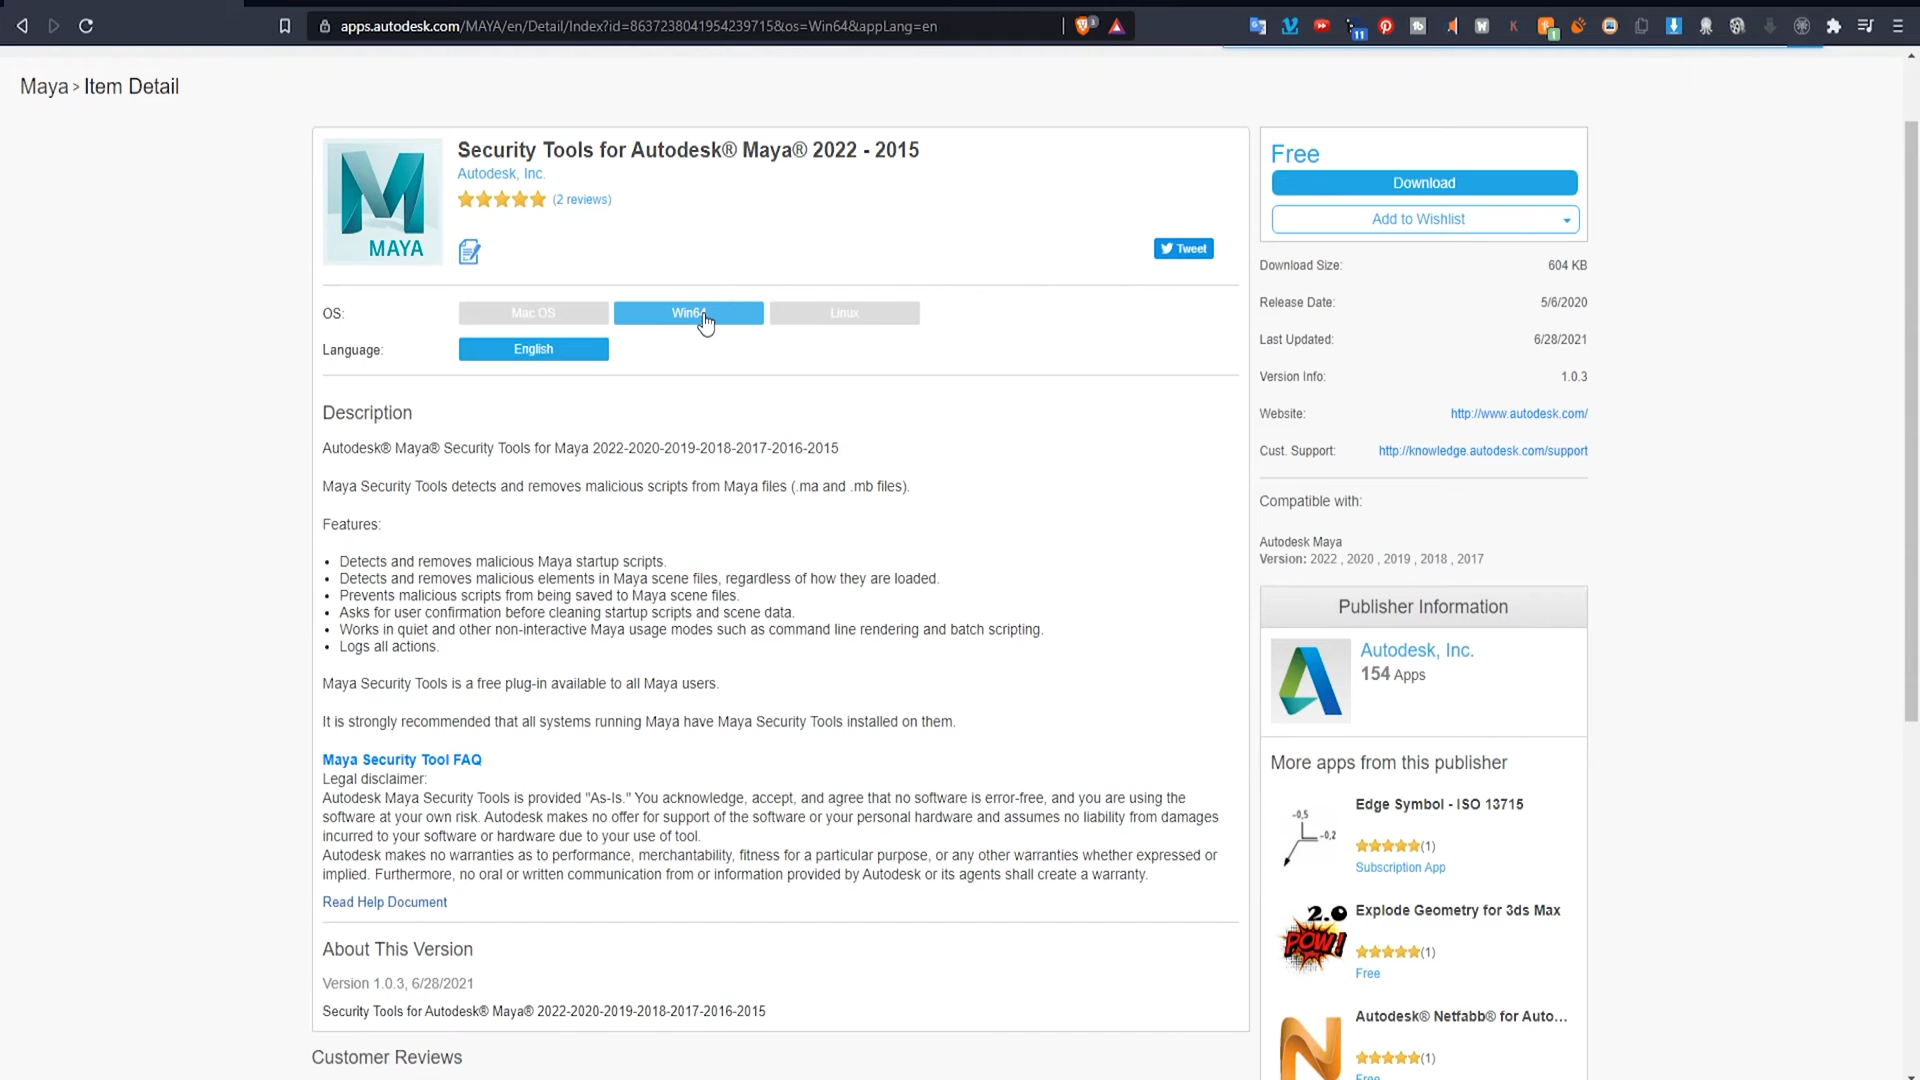 apps.autodesk.com/MAYA/en/Detail/Index?id=8637238041954239715&os=Win64&appLang=en
Maya > Item Detail
Security Tools for Autodesk® Maya® 2022 - 2015
Autodesk, Inc.
(2 reviews)
MAYA
Tweet
OS:
Mac OS
Win64
Linux
Language:
English
Description
Autodesk® Maya® Security Tools for Maya 2022-2020-2019-2018-2017-2016-2015
Maya Security Tools detects and removes malicious scripts from Maya files (.ma and .mb files).
Features:
• Detects and removes malicious Maya startup scripts.
• Detects and removes malicious elements in Maya scene files, regardless of how they are loaded.
• Prevents malicious scripts from being saved to Maya scene files.
• Asks for user confirmation before cleaning startup scripts and scene data.
• Works in quiet and other non-interactive Maya usage modes such as command line rendering and batch scripting.
• Logs all actions.
Maya Security Tools is a free plug-in available to all Maya users.
It is strongly recommended that all systems running Maya have Maya Security Tools installed on them.
Maya Security Tool FAQ
Legal disclaimer:
Autodesk Maya Security Tools is provided "As-Is." You acknowledge, accept, and agree that no software is error-free, and you are using the
software at your own risk. Autodesk makes no offer for support of the software or your personal hardware and assumes no liability from damages
incurred to your software or hardware due to your use of tool.
Autodesk makes no warranties as to performance, merchantability, fitness for a particular purpose, or any other warranties whether expressed or
implied. Furthermore, no oral or written communication from or information provided by Autodesk or its agents shall create a warranty.
Read Help Document
About This Version
Version 1.0.3, 6/28/2021
Security Tools for Autodesk® Maya® 2022-2020-2019-2018-2017-2016-2015
Customer Reviews
Free
Download
Add to Wishlist
Download Size: 604 KB
Release Date: 5/6/2020
Last Updated: 6/28/2021
Version Info: 1.0.3
Website: http://www.autodesk.com/
Cust. Support: http://knowledge.autodesk.com/support
Compatible with:
Autodesk Maya
Version: 2022 , 2020 , 2019 , 2018 , 2017
Publisher Information
Autodesk, Inc.
154 Apps
More apps from this publisher
Edge Symbol - ISO 13715
-0,5
-0,2
(1)
Subscription App
Explode Geometry for 3ds Max
2.0
POW!
(1)
Free
Autodesk® Netfabb® for Auto...
(1)
Free